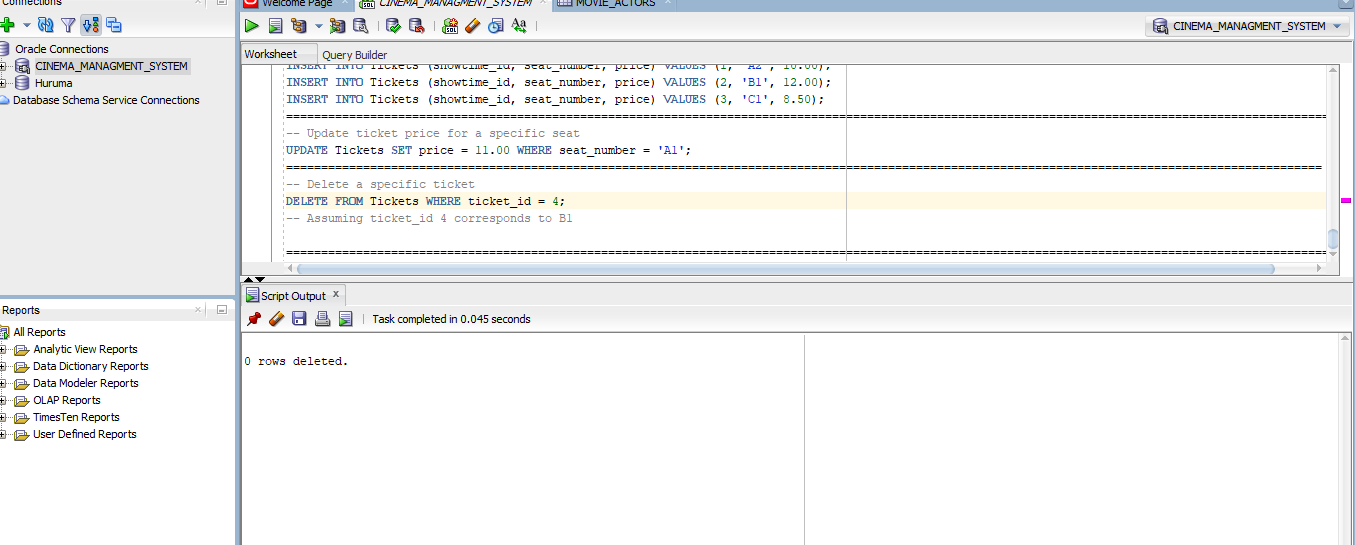 Connections
Welcome Page
CINEMA_MANAGMENT_SYSTEM
MOVIE_ACTORS
SQL
Aa
CINEMA_MANAGMENT_SYSTEM
Oracle Connections
CINEMA_MANAGMENT_SYSTEM
Huruma
Database Schema Service Connections
Worksheet
Query Builder
INSERT INTO Tickets (showtime_id, seat_number, price) VALUES (1, 'A2', 10.00);
INSERT INTO Tickets (showtime_id, seat_number, price) VALUES (2, 'B1', 12.00);
INSERT INTO Tickets (showtime_id, seat_number, price) VALUES (3, 'C1', 8.50);
-- Update ticket price for a specific seat
UPDATE Tickets SET price = 11.00 WHERE seat_number = 'A1';
-- Delete a specific ticket
DELETE FROM Tickets WHERE ticket_id = 4;
-- Assuming ticket_id 4 corresponds to B1
Reports
All Reports
Analytic View Reports
Data Dictionary Reports
Data Modeler Reports
OLAP Reports
TimesTen Reports
User Defined Reports
Script Output x
Task completed in 0.045 seconds
0 rows deleted.